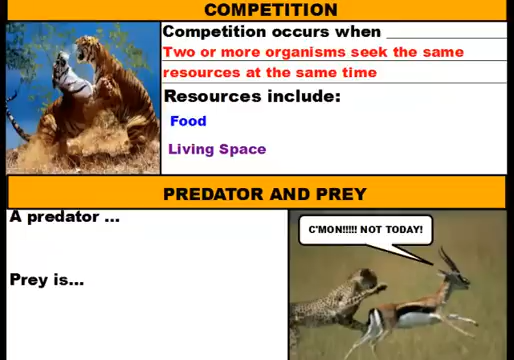 COMPETITION
Competition occurs when
Two or more organisms seek the same
resources at the same time
Resources include:
Food
Living Space
PREDATOR AND PREY
A predator ...
C'MON!!!!! NOT TODAY!
Prey is...